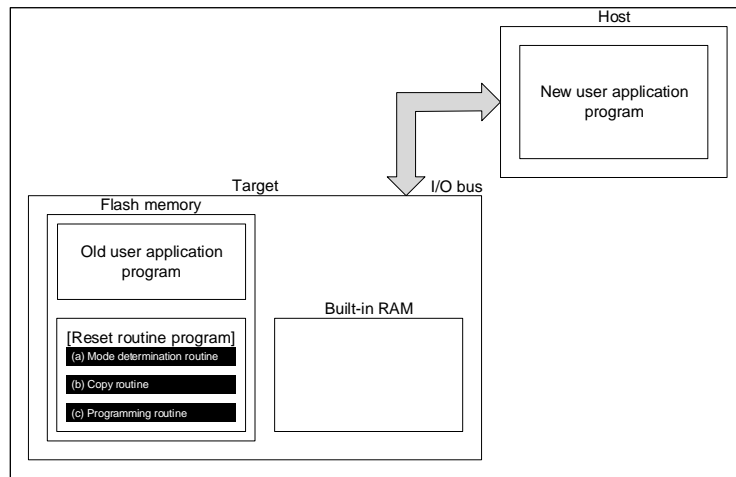 Host
New user application
program
Target
I/O bus
Flash memory
Old user application
program
Built-in RAM
[Reset routine program]
(a) Mode determination routine
(b) Copy routine
(c) Programming routine